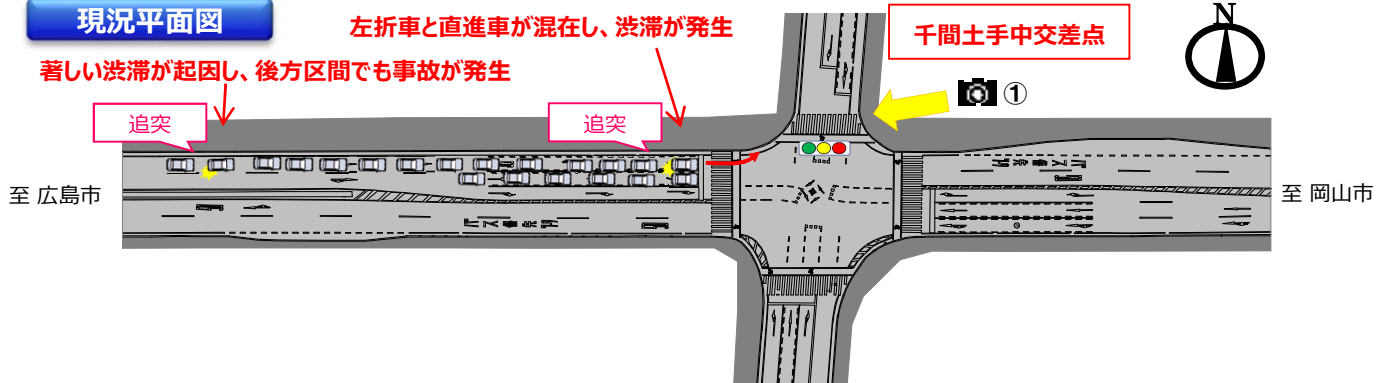 現況平面図
左折車と直進車が混在し、渋滞が発生
千間土手中交差点
N
著しい渋滞が起因し、後方区間でも事故が発生
①
追突
追突
至 広島市
至 岡山市